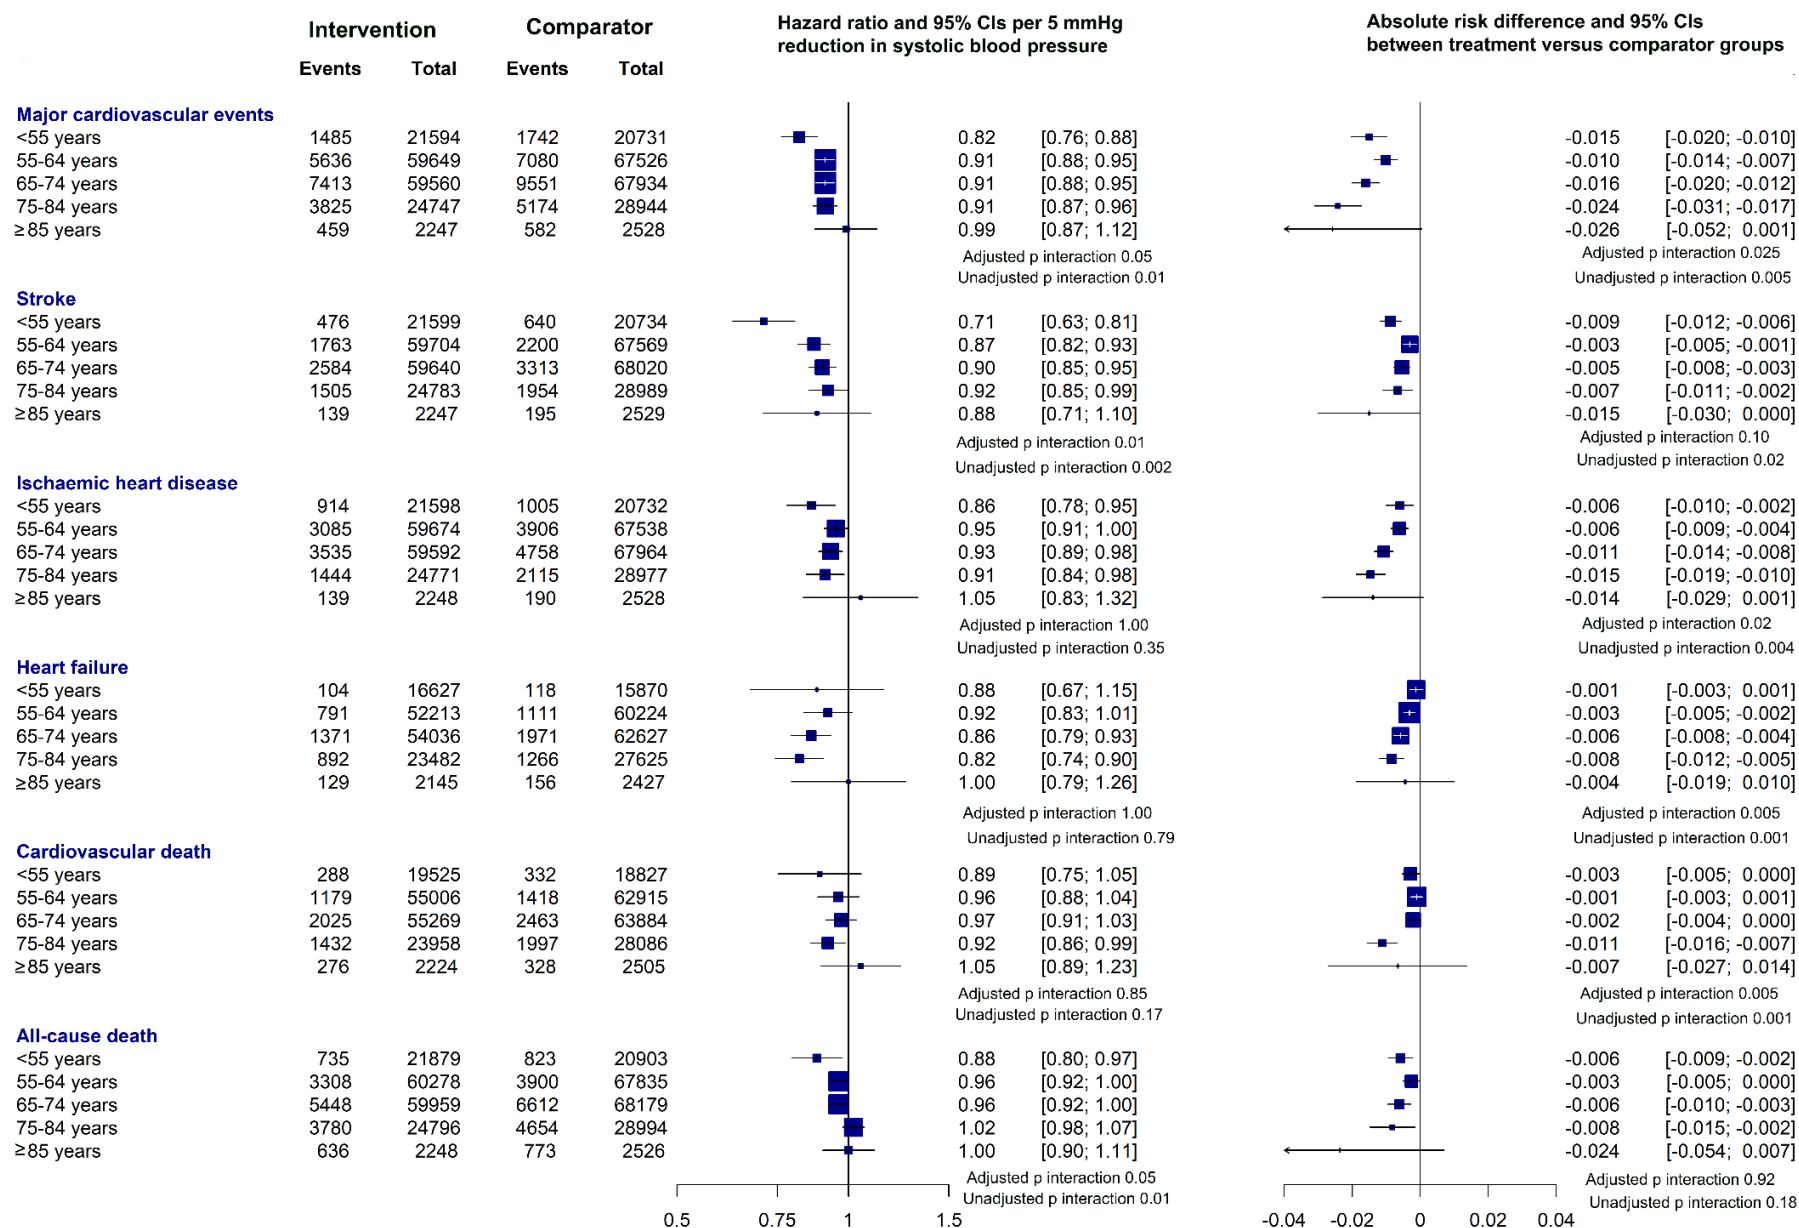 Intervention Comparator Hazard ratio and 95% CIs per 5 mmHg reduction in systolic blood pressure Absolute risk difference and 95% CIs between treatment versus comparator groups
Events Total Events Total
Major cardiovascular events
<55 years 1485 21594 1742 20731 0.82 [0.76; 0.88] -0.015 [-0.020; -0.010]
55-64 years 5636 59649 7080 67526 0.91 [0.88; 0.95] -0.010 [-0.014; -0.007]
65-74 years 7413 59560 9551 67934 0.91 [0.88; 0.95] -0.016 [-0.020; -0.012]
75-84 years 3825 24747 5174 28944 0.91 [0.87; 0.96] -0.024 [-0.031; -0.017]
≥85 years 459 2247 582 2528 0.99 [0.87; 1.12] -0.026 [-0.052; 0.001]
Adjusted p interaction 0.05 Adjusted p interaction 0.025
Unadjusted p interaction 0.01 Unadjusted p interaction 0.005
Stroke
<55 years 476 21599 640 20734 0.71 [0.63; 0.81] -0.009 [-0.012; -0.006]
55-64 years 1763 59704 2200 67569 0.87 [0.82; 0.93] -0.003 [-0.005; -0.001]
65-74 years 2584 59640 3313 68020 0.90 [0.85; 0.95] -0.005 [-0.008; -0.003]
75-84 years 1505 24783 1954 28989 0.92 [0.85; 0.99] -0.007 [-0.011; -0.002]
≥85 years 139 2247 195 2529 0.88 [0.71; 1.10] -0.015 [-0.030; 0.000]
Adjusted p interaction 0.01 Adjusted p interaction 0.10
Unadjusted p interaction 0.002 Unadjusted p interaction 0.02
Ischaemic heart disease
<55 years 914 21598 1005 20732 0.86 [0.78; 0.95] -0.006 [-0.010; -0.002]
55-64 years 3085 59674 3906 67538 0.95 [0.91; 1.00] -0.006 [-0.009; -0.004]
65-74 years 3535 59592 4758 67964 0.93 [0.89; 0.98] -0.011 [-0.014; -0.008]
75-84 years 1444 24771 2115 28977 0.91 [0.84; 0.98] -0.015 [-0.019; -0.010]
≥85 years 139 2248 190 2528 1.05 [0.83; 1.32] -0.014 [-0.029; 0.001]
Adjusted p interaction 1.00 Adjusted p interaction 0.02
Unadjusted p interaction 0.35 Unadjusted p interaction 0.004
Heart failure
<55 years 104 16627 118 15870 0.88 [0.67; 1.15] -0.001 [-0.003; 0.001]
55-64 years 791 52213 1111 60224 0.92 [0.83; 1.01] -0.003 [-0.005; -0.002]
65-74 years 1371 54036 1971 62627 0.86 [0.79; 0.93] -0.006 [-0.008; -0.004]
75-84 years 892 23482 1266 27625 0.82 [0.74; 0.90] -0.008 [-0.012; -0.005]
≥85 years 129 2145 156 2427 1.00 [0.79; 1.26] -0.004 [-0.019; 0.010]
Adjusted p interaction 1.00 Adjusted p interaction 0.005
Unadjusted p interaction 0.79 Unadjusted p interaction 0.001
Cardiovascular death
<55 years 288 19525 332 18827 0.89 [0.75; 1.05] -0.003 [-0.005; 0.000]
55-64 years 1179 55006 1418 62915 0.96 [0.88; 1.04] -0.001 [-0.003; 0.001]
65-74 years 2025 55269 2463 63884 0.97 [0.91; 1.03] -0.002 [-0.004; 0.000]
75-84 years 1432 23958 1997 28086 0.92 [0.86; 0.99] -0.011 [-0.016; -0.007]
≥85 years 276 2224 328 2505 1.05 [0.89; 1.23] -0.007 [-0.027; 0.014]
Adjusted p interaction 0.85 Adjusted p interaction 0.005
Unadjusted p interaction 0.17 Unadjusted p interaction 0.001
All-cause death
<55 years 735 21879 823 20903 0.88 [0.80; 0.97] -0.006 [-0.009; -0.002]
55-64 years 3308 60278 3900 67835 0.96 [0.92; 1.00] -0.003 [-0.005; 0.000]
65-74 years 5448 59959 6612 68179 0.96 [0.92; 1.00] -0.006 [-0.010; -0.003]
75-84 years 3780 24796 4654 28994 1.02 [0.98; 1.07] -0.008 [-0.015; -0.002]
≥85 years 636 2248 773 2526 1.00 [0.90; 1.11] -0.024 [-0.054; 0.007]
Adjusted p interaction 0.05 Adjusted p interaction 0.92
Unadjusted p interaction 0.01 Unadjusted p interaction 0.18
0.5 0.75 1 1.5 -0.04 -0.02 0 0.02 0.04